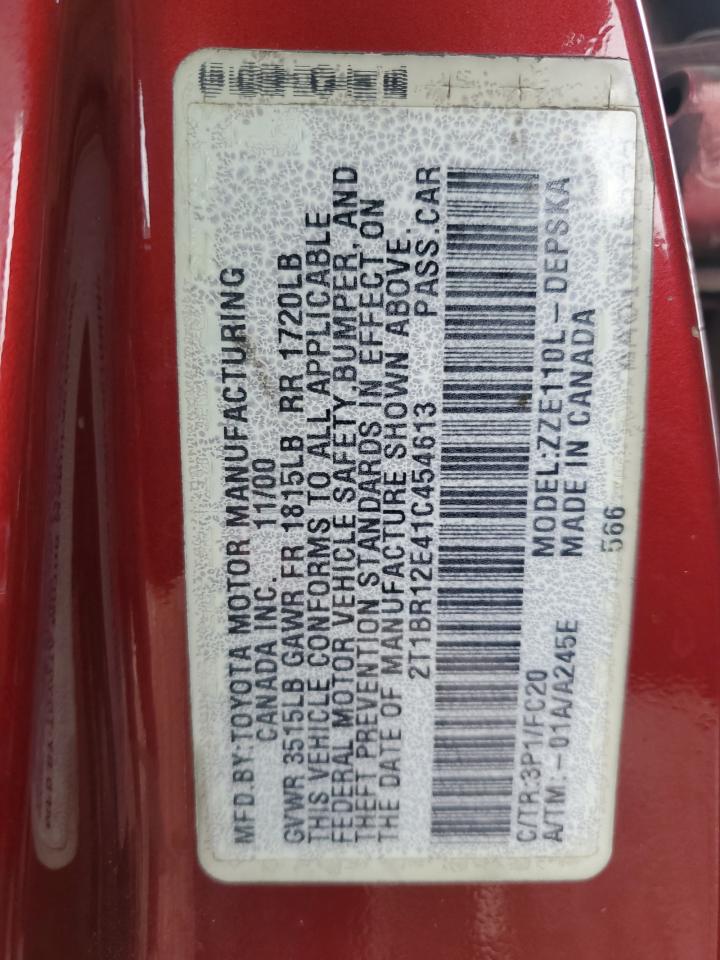 MFD.BY:TOYOTA MOTOR MANUFACTURING
CANADA INC. 11/00
GVWR 3515LB GAWR FR 1815LB RR 1720LB
THIS VEHICLE CONFORMS TO ALL APPLICABLE
FEDERAL MOTOR VEHICLE SAFETY,BUMPER, AND
THEFT PREVENTION STANDARDS IN EFFECT ON
THE DATE OF MANUFACTURE SHOWN ABOVE.
2T1BR12E41C454613 PASS.CAR
C/TR:3P1/FC20 MODEL:ZZE110L-DEPSKA
A/TM:-01A/A245E MADE IN CANADA
566